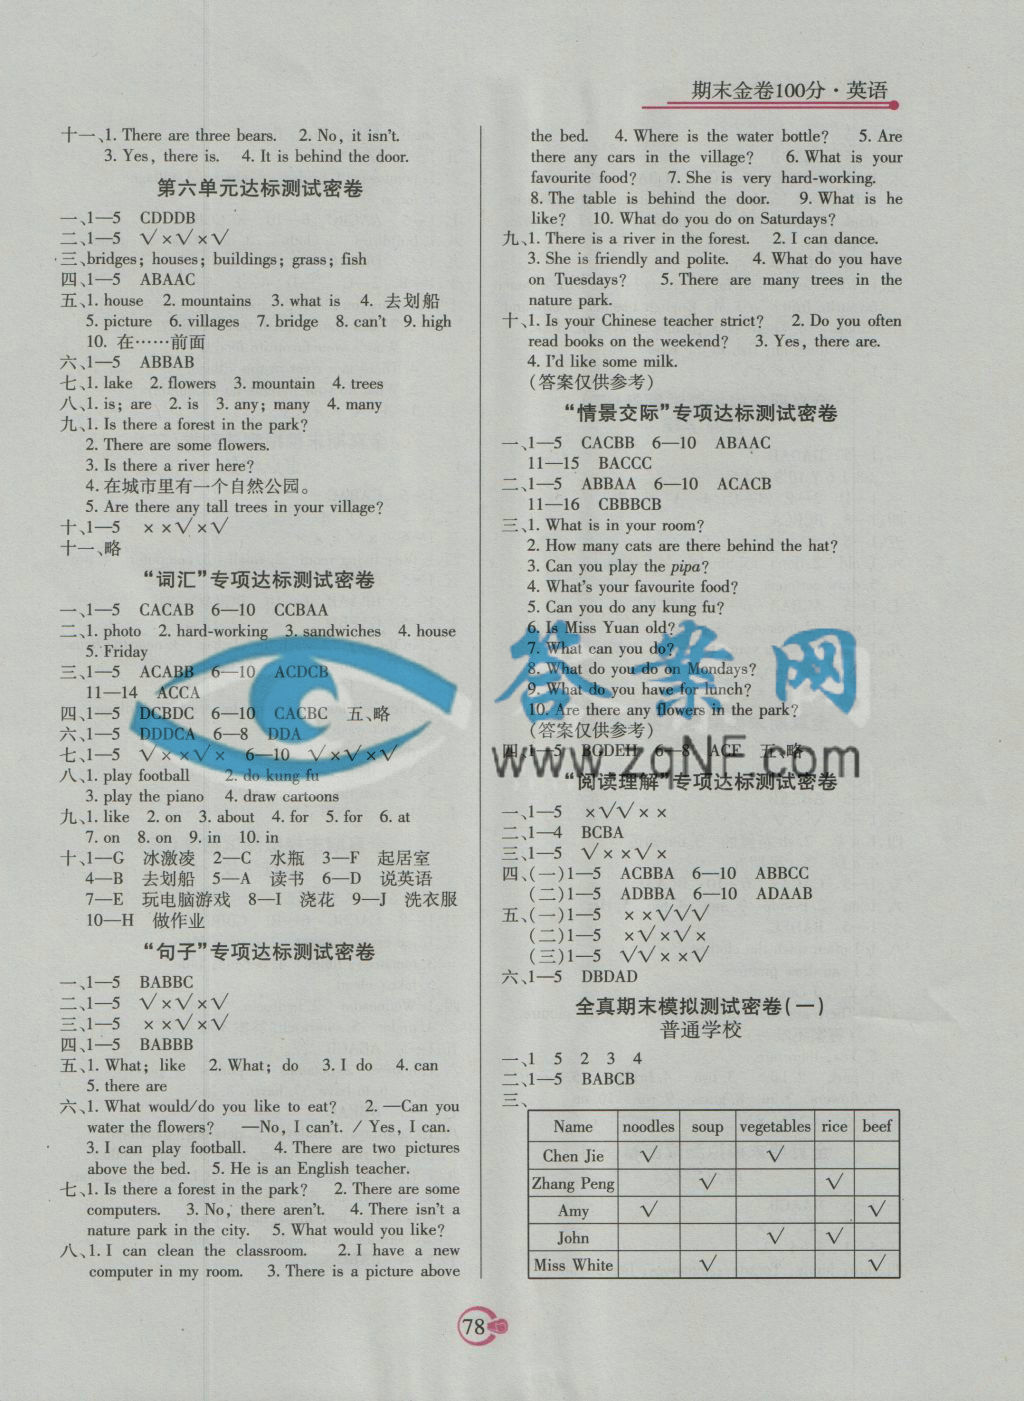 期末金卷100分·英语
十一、1. There are three bears. 2. No, it isn't.
3. Yes, there is. 4. It is behind the door.
第六单元达标测试密卷
一、1—5 CDDDB
二、1—5 √×√×√
三、bridges; houses; buildings; grass; fish
四、1—5 ABAAC
五、1. house 2. mountains 3. what is 4. 去划船
5. picture 6. villages 7. bridge 8. can't 9. high
10. 在……前面
六、1—5 ABBAB
七、1. lake 2. flowers 3. mountain 4. trees
八、1. is; are 2. is 3. any; many 4. many
九、1. Is there a forest in the park?
2. There are some flowers.
3. Is there a river here?
4. 在城市里有一个自然公园。
5. Are there any tall trees in your village?
十、1—5 ××√×√
十一、略
“词汇”专项达标测试密卷
一、1—5 CACAB 6—10 CCBAA
二、1. photo 2. hard-working 3. sandwiches 4. house
5. Friday
三、1—5 ACABB 6—10 ACDCB
11—14 ACCA
四、1—5 DCBDC 6—10 CACBC 五、略
六、1—5 DDDCA 6—8 DDA
七、1—5 √××√× 6—10 √×√×√
八、1. play football 2. do kung fu
3. play the piano 4. draw cartoons
九、1. like 2. on 3. about 4. for 5. for 6. at
7. on 8. on 9. in 10. in
十、1—G 冰激凌 2—C 水瓶 3—F 起居室
4—B 去划船 5—A 读书 6—D 说英语
7—E 玩电脑游戏 8—I 浇花 9—J 洗衣服
10—H 做作业
“句子”专项达标测试密卷
一、1—5 BABBC
二、1—5 √×√×√
三、1—5 ××√×√
四、1—5 BABBB
五、1. What; like 2. What; do 3. I do 4. can
5. there are
六、1. What would/do you like to eat? 2. —Can you
water the flowers? —No, I can't. / Yes, I can.
3. I can play football. 4. There are two pictures
above the bed. 5. He is an English teacher.
七、1. Is there a forest in the park? 2. There are some
computers. 3. No, there aren't. 4. There isn't a
nature park in the city. 5. What would you like?
八、1. I can clean the classroom. 2. I have a new
computer in my room. 3. There is a picture above
the bed. 4. Where is the water bottle? 5. Are
there any cars in the village? 6. What is your
favourite food? 7. She is very hard-working.
8. The table is behind the door. 9. What is he
like? 10. What do you do on Saturdays?
九、1. There is a river in the forest. 2. I can dance.
3. She is friendly and polite. 4. What do you have
on Tuesdays? 5. There are many trees in the
nature park.
十、1. Is your Chinese teacher strict? 2. Do you often
read books on the weekend? 3. Yes, there are.
4. I'd like some milk.
(答案仅供参考)
“情景交际”专项达标测试密卷
一、1—5 CACBB 6—10 ABAAC
11—15 BACCC
二、1—5 ABBAA 6—10 ACACB
11—16 CBBBCB
三、1. What is in your room?
2. How many cats are there behind the hat?
3. Can you play the pipa?
4. What's your favourite food?
5. Can you do any kung fu?
6. Is Miss Yuan old?
7. What can you do?
8. What do you do on Mondays?
9. What do you have for lunch?
10. Are there any flowers in the park?
(答案仅供参考)
四、1—5 6—8 五、略
“阅读理解”专项达标测试密卷
一、1—5 ×√√××
二、1—4 BCBA
三、1—5 √××√×
四、(一)1—5 ACBBA 6—10 ABBCC
(二)1—5 ADBBA 6—10 ADAAB
五、(一)1—5 ××√√√
(二)1—5 ×√×√×
(三)1—5 √√××√
六、1—5 DBDAD
全真期末模拟测试密卷(一)
普通学校
一、1 5 2 3 4
二、1—5 BABCB
三、
Name noodles soup vegetables rice beef
Chen Jie √ √
Zhang Peng √ √
Amy √ √
John √ √
Miss White √ √
78
答案网
www.zqNF.com